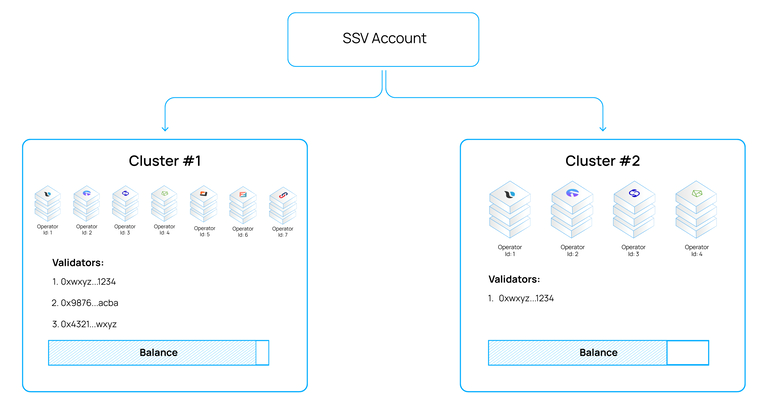 SSV Account
Cluster #1
Operator Id: 1
Operator Id: 2
Operator Id: 3
Operator Id: 4
Operator Id: 5
Operator Id: 6
Operator Id: 7
Validators:
1. 0xwxyz...1234
2. 0x9876...acba
3. 0x4321...wxyz
Balance
Cluster #2
Operator Id: 1
Operator Id: 2
Operator Id: 3
Operator Id: 4
Validators:
1. 0xwxyz...1234
Balance